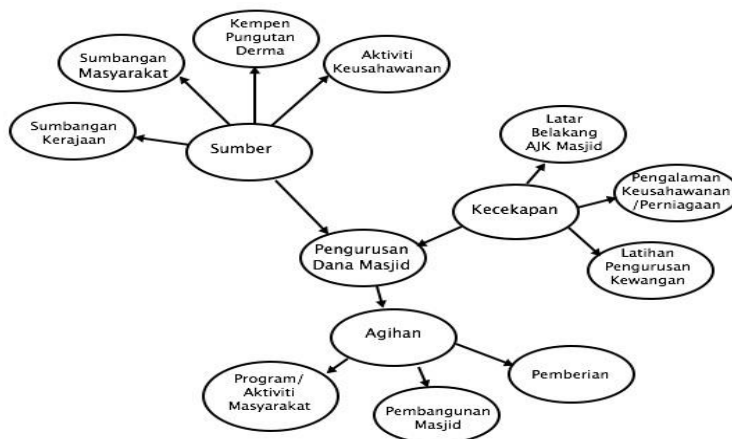 Kempen
Pungutan
Derma
Sumbangan
Masyarakat
Aktiviti
Keusahawanan
Sumbangan
Kerajaan
Sumber
Latar
Belakang
AJK Masjid
Pengalaman
Keusahawanan
/Perniagaan
Kecekapan
Latihan
Pengurusan
Kewangan
Pengurusan
Dana Masjid
Agihan
Program/
Aktiviti
Masyarakat
Pembangunan
Masjid
Pemberian